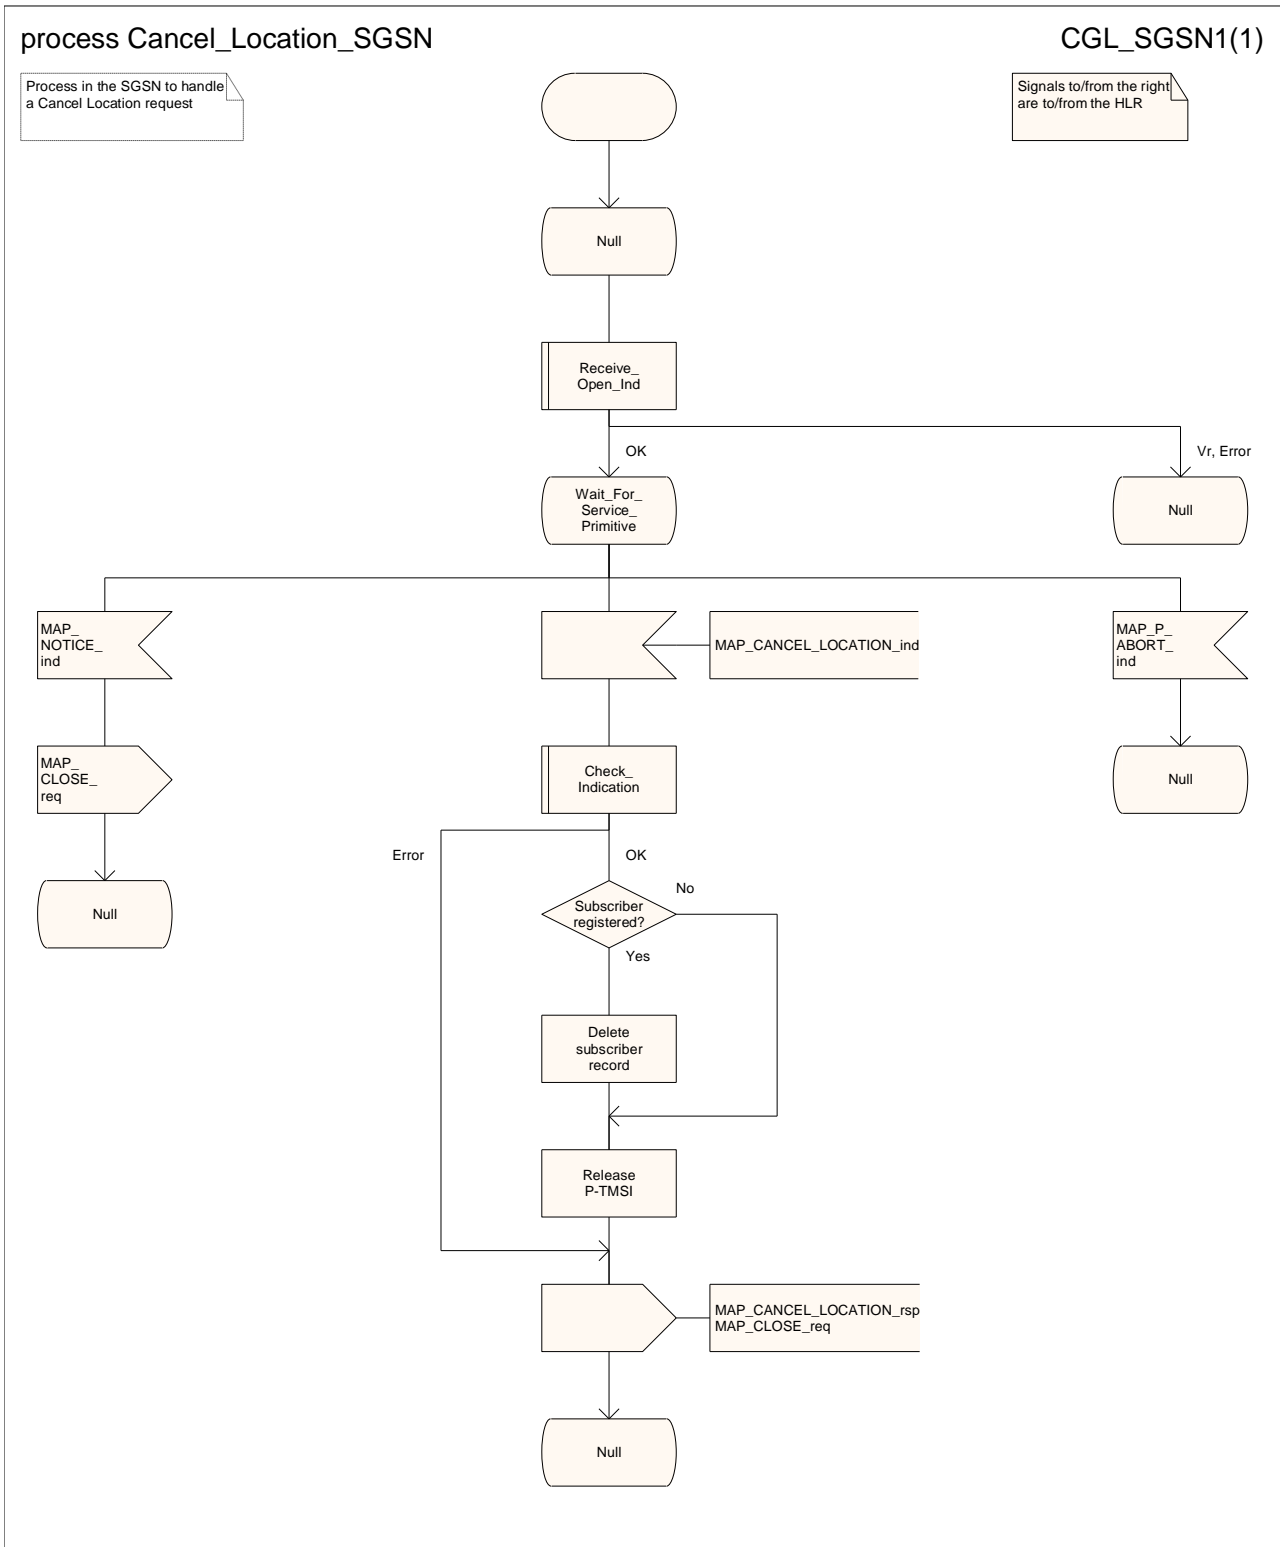 process Cancel_Location_SGSN
CGL_SGSN1(1)
Process in the SGSN to handle
a Cancel Location request
Signals to/from the right
are to/from the HLR
Null
Receive_
Open_Ind
OK
Vr, Error
Wait_For_
Service_
Primitive
Null
MAP_
NOTICE_
ind
MAP_CANCEL_LOCATION_ind
MAP_P_
ABORT_
ind
MAP_
CLOSE_
req
Check_
Indication
Null
Error
OK
No
Null
Subscriber
registered?
Yes
Delete
subscriber
record
Release
P-TMSI
MAP_CANCEL_LOCATION_rsp
MAP_CLOSE_req
Null